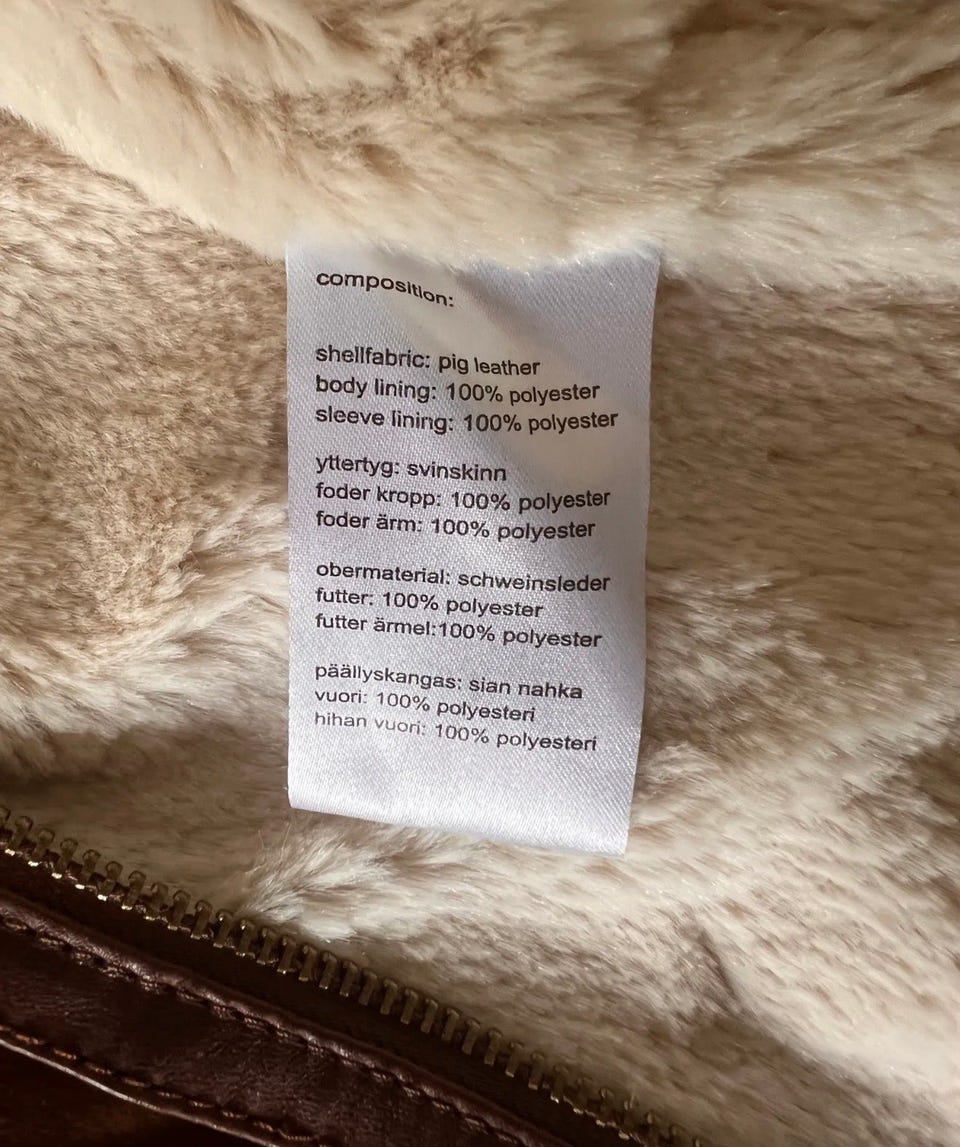 composition:
shellfabric: pig leather
body lining: 100% polyester
sleeve lining: 100% polyester
yttertyg: svinskinn
foder kropp: 100% polyester
foder ärm: 100% polyester
obermaterial: schweinsleder
futter: 100% polyester
futter ärmel:100% polyester
päällyskangas: sian nahka
vuori: 100% polyesteri
hihan vuori: 100% polyesteri